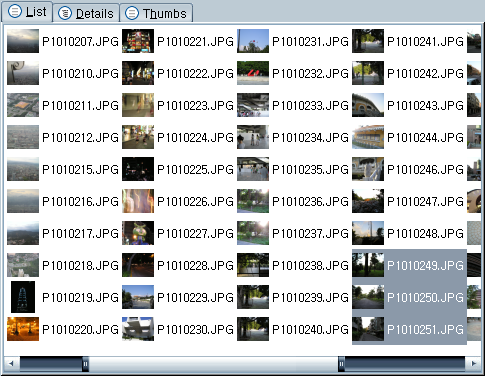 List Details Thumbs
P1010207.JPG P1010221.JPG P1010231.JPG P1010241.JPG
P1010210.JPG P1010222.JPG P1010232.JPG P1010242.JPG
P1010211.JPG P1010223.JPG P1010233.JPG P1010243.JPG
P1010212.JPG P1010224.JPG P1010234.JPG P1010244.JPG
P1010215.JPG P1010225.JPG P1010235.JPG P1010246.JPG
P1010216.JPG P1010226.JPG P1010236.JPG P1010247.JPG
P1010217.JPG P1010227.JPG P1010237.JPG P1010248.JPG
P1010218.JPG P1010228.JPG P1010238.JPG P1010249.JPG
P1010219.JPG P1010229.JPG P1010239.JPG P1010250.JPG
P1010220.JPG P1010230.JPG P1010240.JPG P1010251.JPG